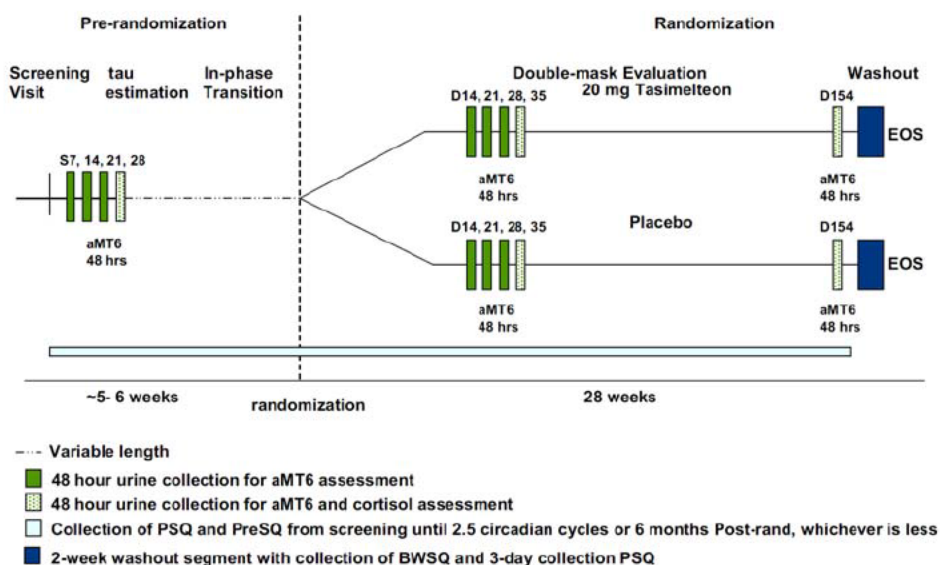 Pre-randomization
Randomization
Screening Visit
tau estimation
In-phase Transition
Double-mask Evaluation
20 mg Tasimelteon
Washout
S7, 14, 21, 28
aMT6
48 hrs
D14, 21, 28, 35
aMT6
48 hrs
D154
EOS
aMT6
48 hrs
Placebo
D14, 21, 28, 35
aMT6
48 hrs
D154
EOS
aMT6
48 hrs
~5- 6 weeks
randomization
28 weeks
Variable length
48 hour urine collection for aMT6 assessment
48 hour urine collection for aMT6 and cortisol assessment
Collection of PSQ and PreSQ from screening until 2.5 circadian cycles or 6 months Post-rand, whichever is less
2-week washout segment with collection of BWSQ and 3-day collection PSQ